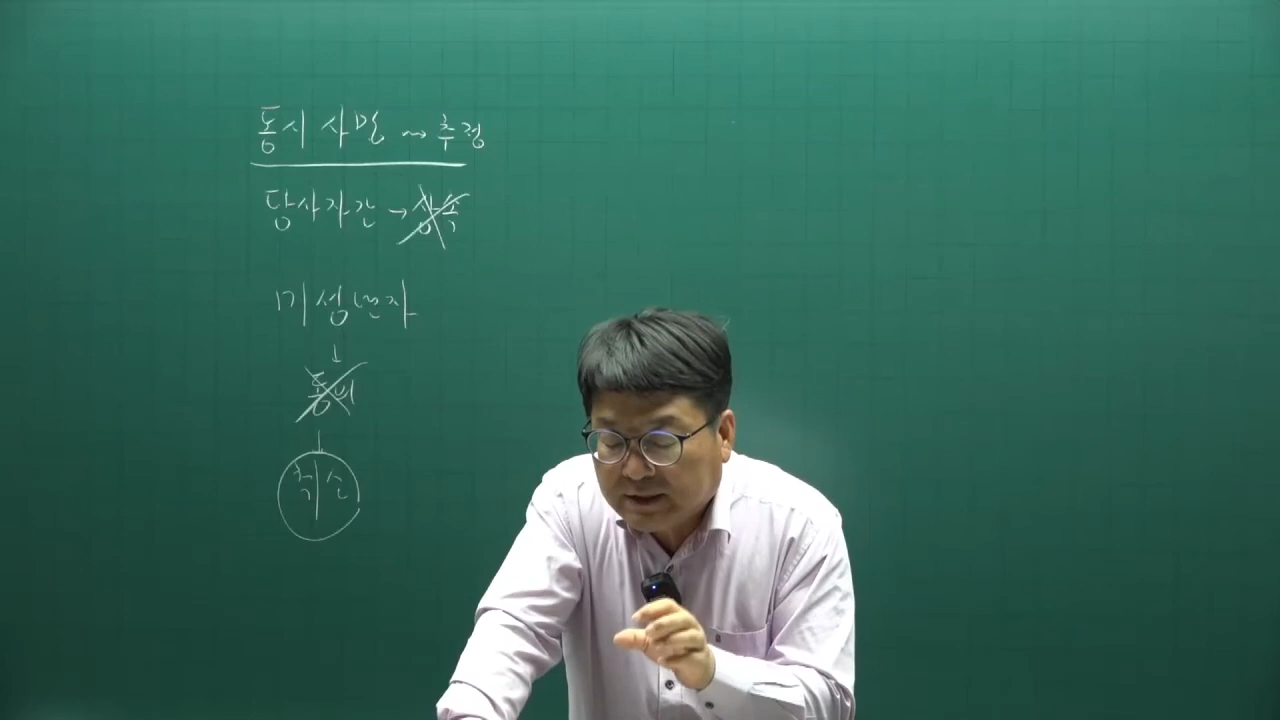 동시사망 → 추정
당사자간 → 상속
미성년자
↓
동의
↓
취 | 소